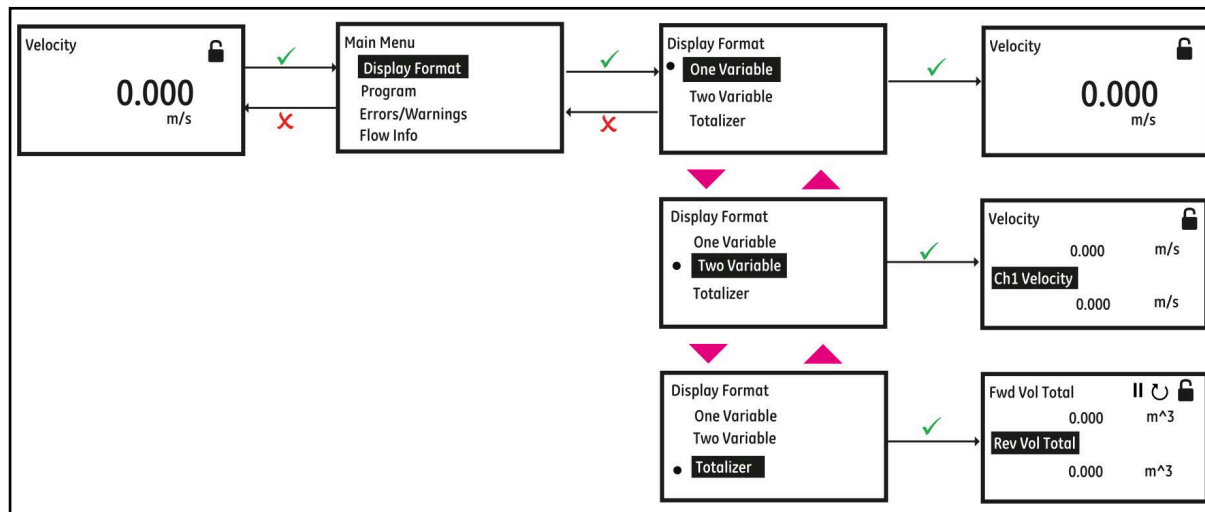 Velocity
0.000
m/s
Main Menu
Display Format
Program
Errors/Warnings
Flow Info
Display Format
One Variable
Two Variable
Totalizer
Velocity
0.000
m/s
Display Format
One Variable
Two Variable
Totalizer
Velocity
0.000 m/s
Ch1 Velocity
0.000 m/s
Display Format
One Variable
Two Variable
Totalizer
Fwd Vol Total
0.000 m^3
Rev Vol Total
0.000 m^3